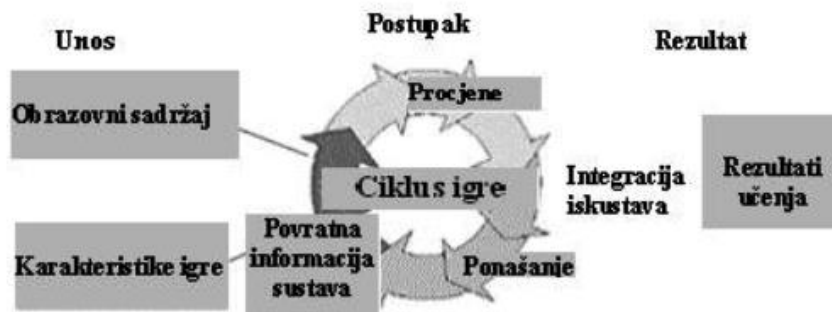 Unos
Postupak
Rezultat
Obrazovni sadržaj
Procjene
Ciklus igre
Integracija
iskustava
Rezultati
učenja
Karakteristike igre
Povratna
informacija
sustava
Ponašanje